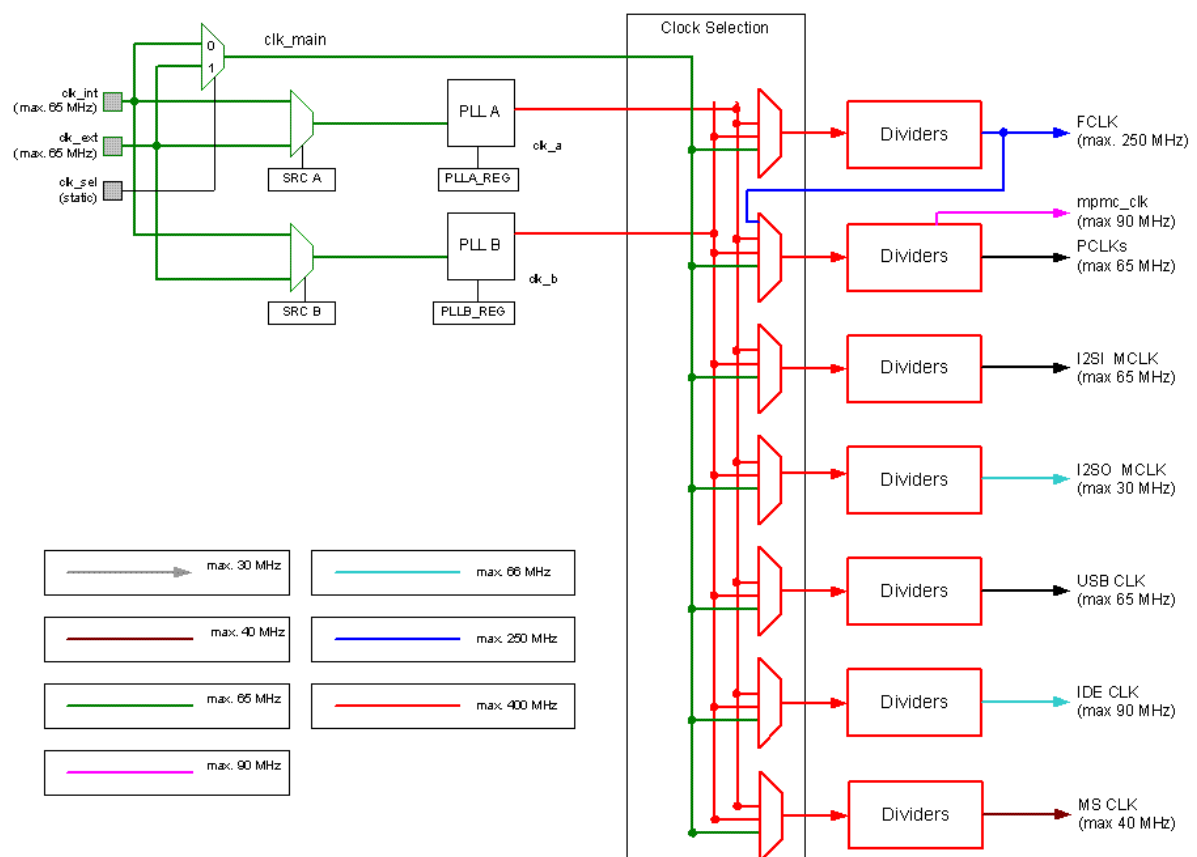 Clock Selection
clk_main
0
1
clk_int
(max. 65 MHz)
clk_ext
(max. 65 MHz)
clk_sel
(static)
SRC A
PLL A
clk_a
PLLA_REG
SRC B
PLL B
clk_b
PLLB_REG
Dividers
FCLK
(max. 250 MHz)
mpmc_clk
(max 90 MHz)
Dividers
PCLKs
(max 65 MHz)
Dividers
I2SI MCLK
(max 65 MHz)
Dividers
I2SO MCLK
(max 30 MHz)
Dividers
USB CLK
(max 65 MHz)
Dividers
IDE CLK
(max 90 MHz)
Dividers
MS CLK
(max 40 MHz)
max. 30 MHz
max. 66 MHz
max. 40 MHz
max. 250 MHz
max. 65 MHz
max. 400 MHz
max. 90 MHz